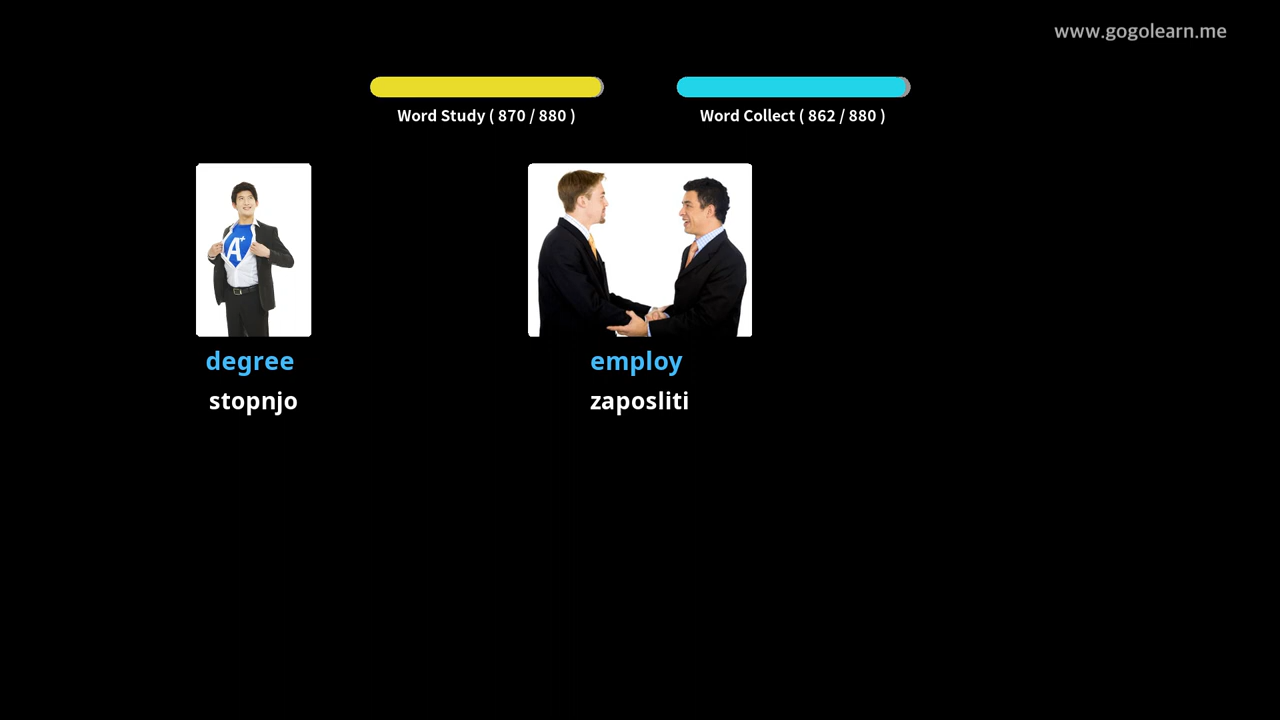 www.gogolearn.me
Word Study ( 870 / 880 )
Word Collect ( 862 / 880 )
A+
degree
employ
stopnjo
zaposliti